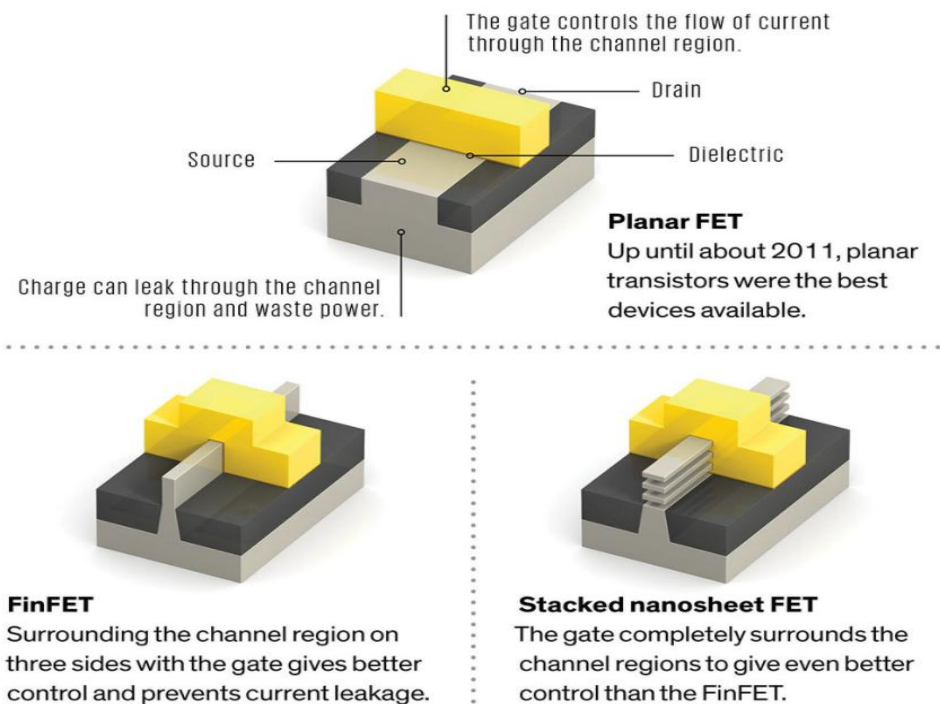 The gate controls the flow of current
through the channel region.
Drain
Source
Dielectric
Planar FET
Up until about 2011, planar
transistors were the best
devices available.
Charge can leak through the channel
region and waste power.
FinFET
Surrounding the channel region on
three sides with the gate gives better
control and prevents current leakage.
Stacked nanosheet FET
The gate completely surrounds the
channel regions to give even better
control than the FinFET.